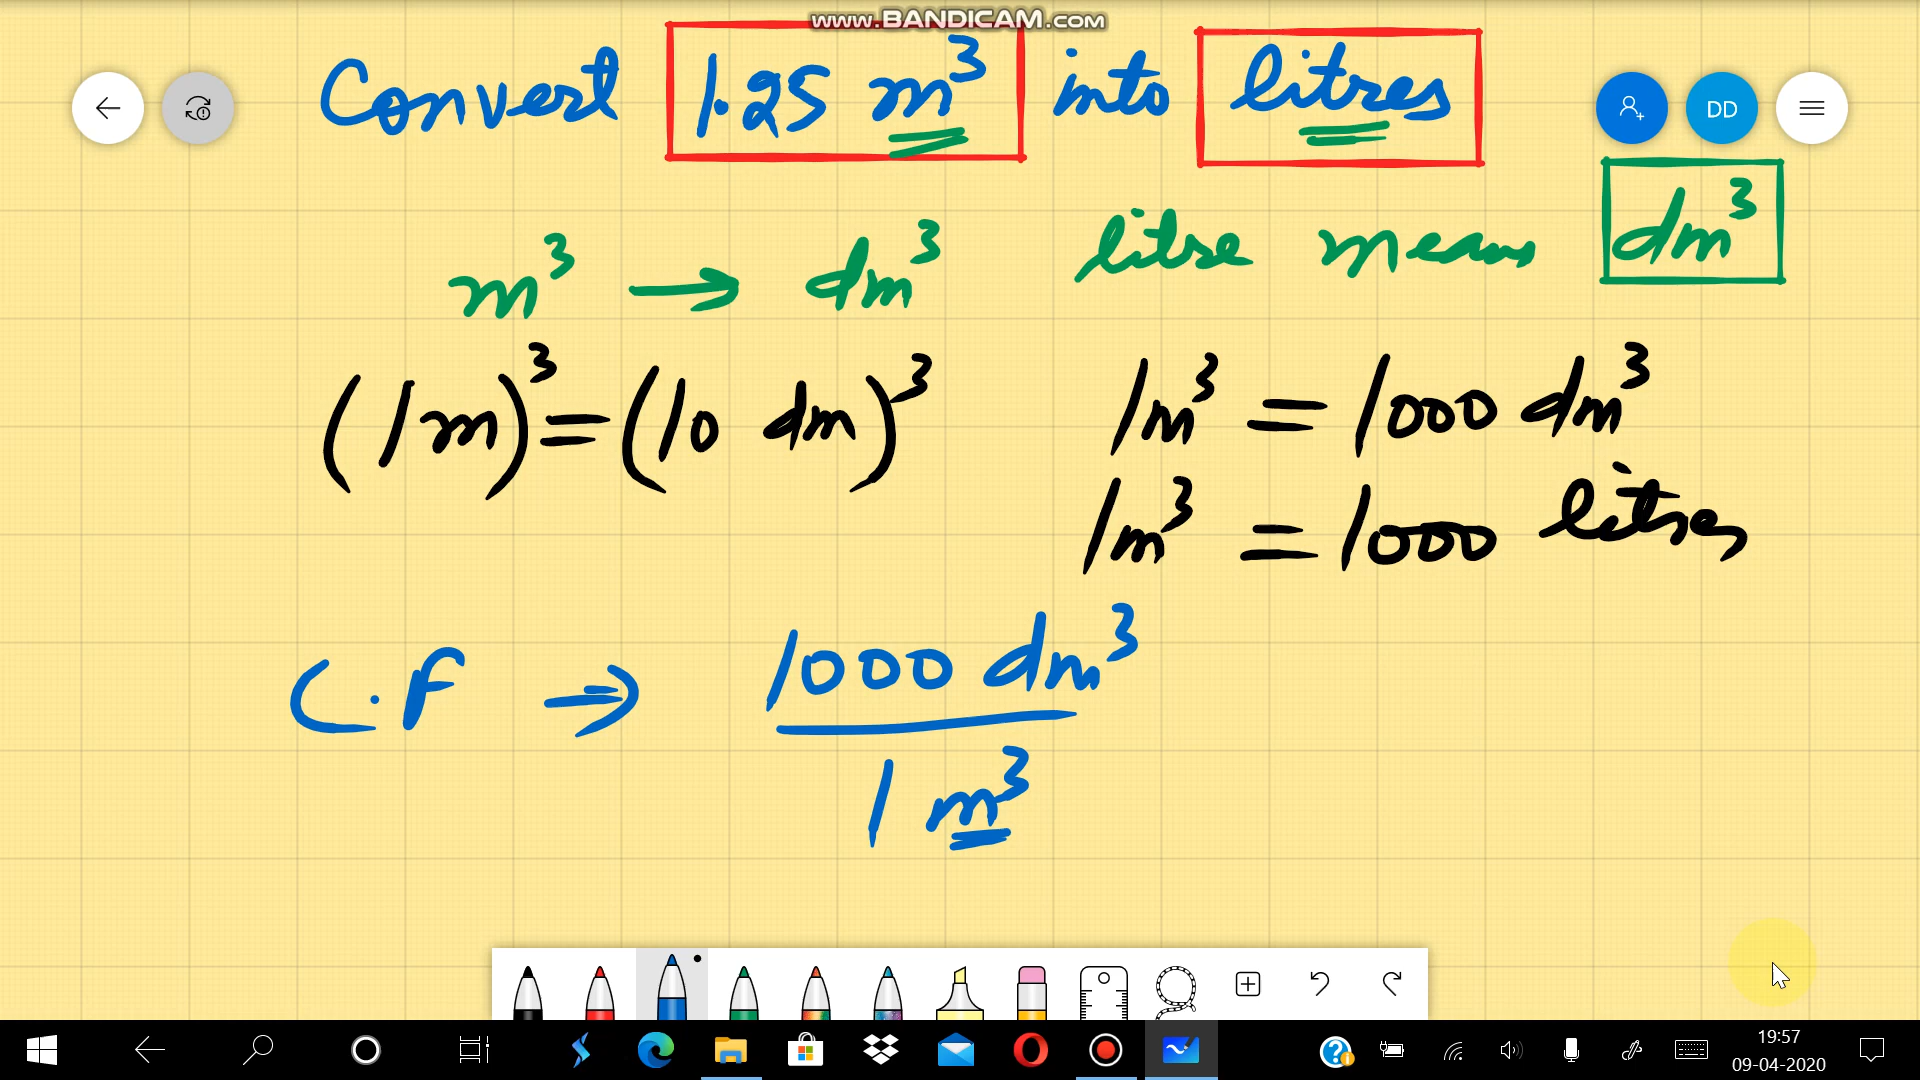 www.BANDICAM.com
Convert 1.25 m³ into litres
DD
m³ → dm³ litre means dm³
(1m)³ = (10 dm)³ 1m³ = 1000 dm³
1m³ = 1000 litres
C.F ⇒ 1000 dm³
1 m³
19:57
09-04-2020